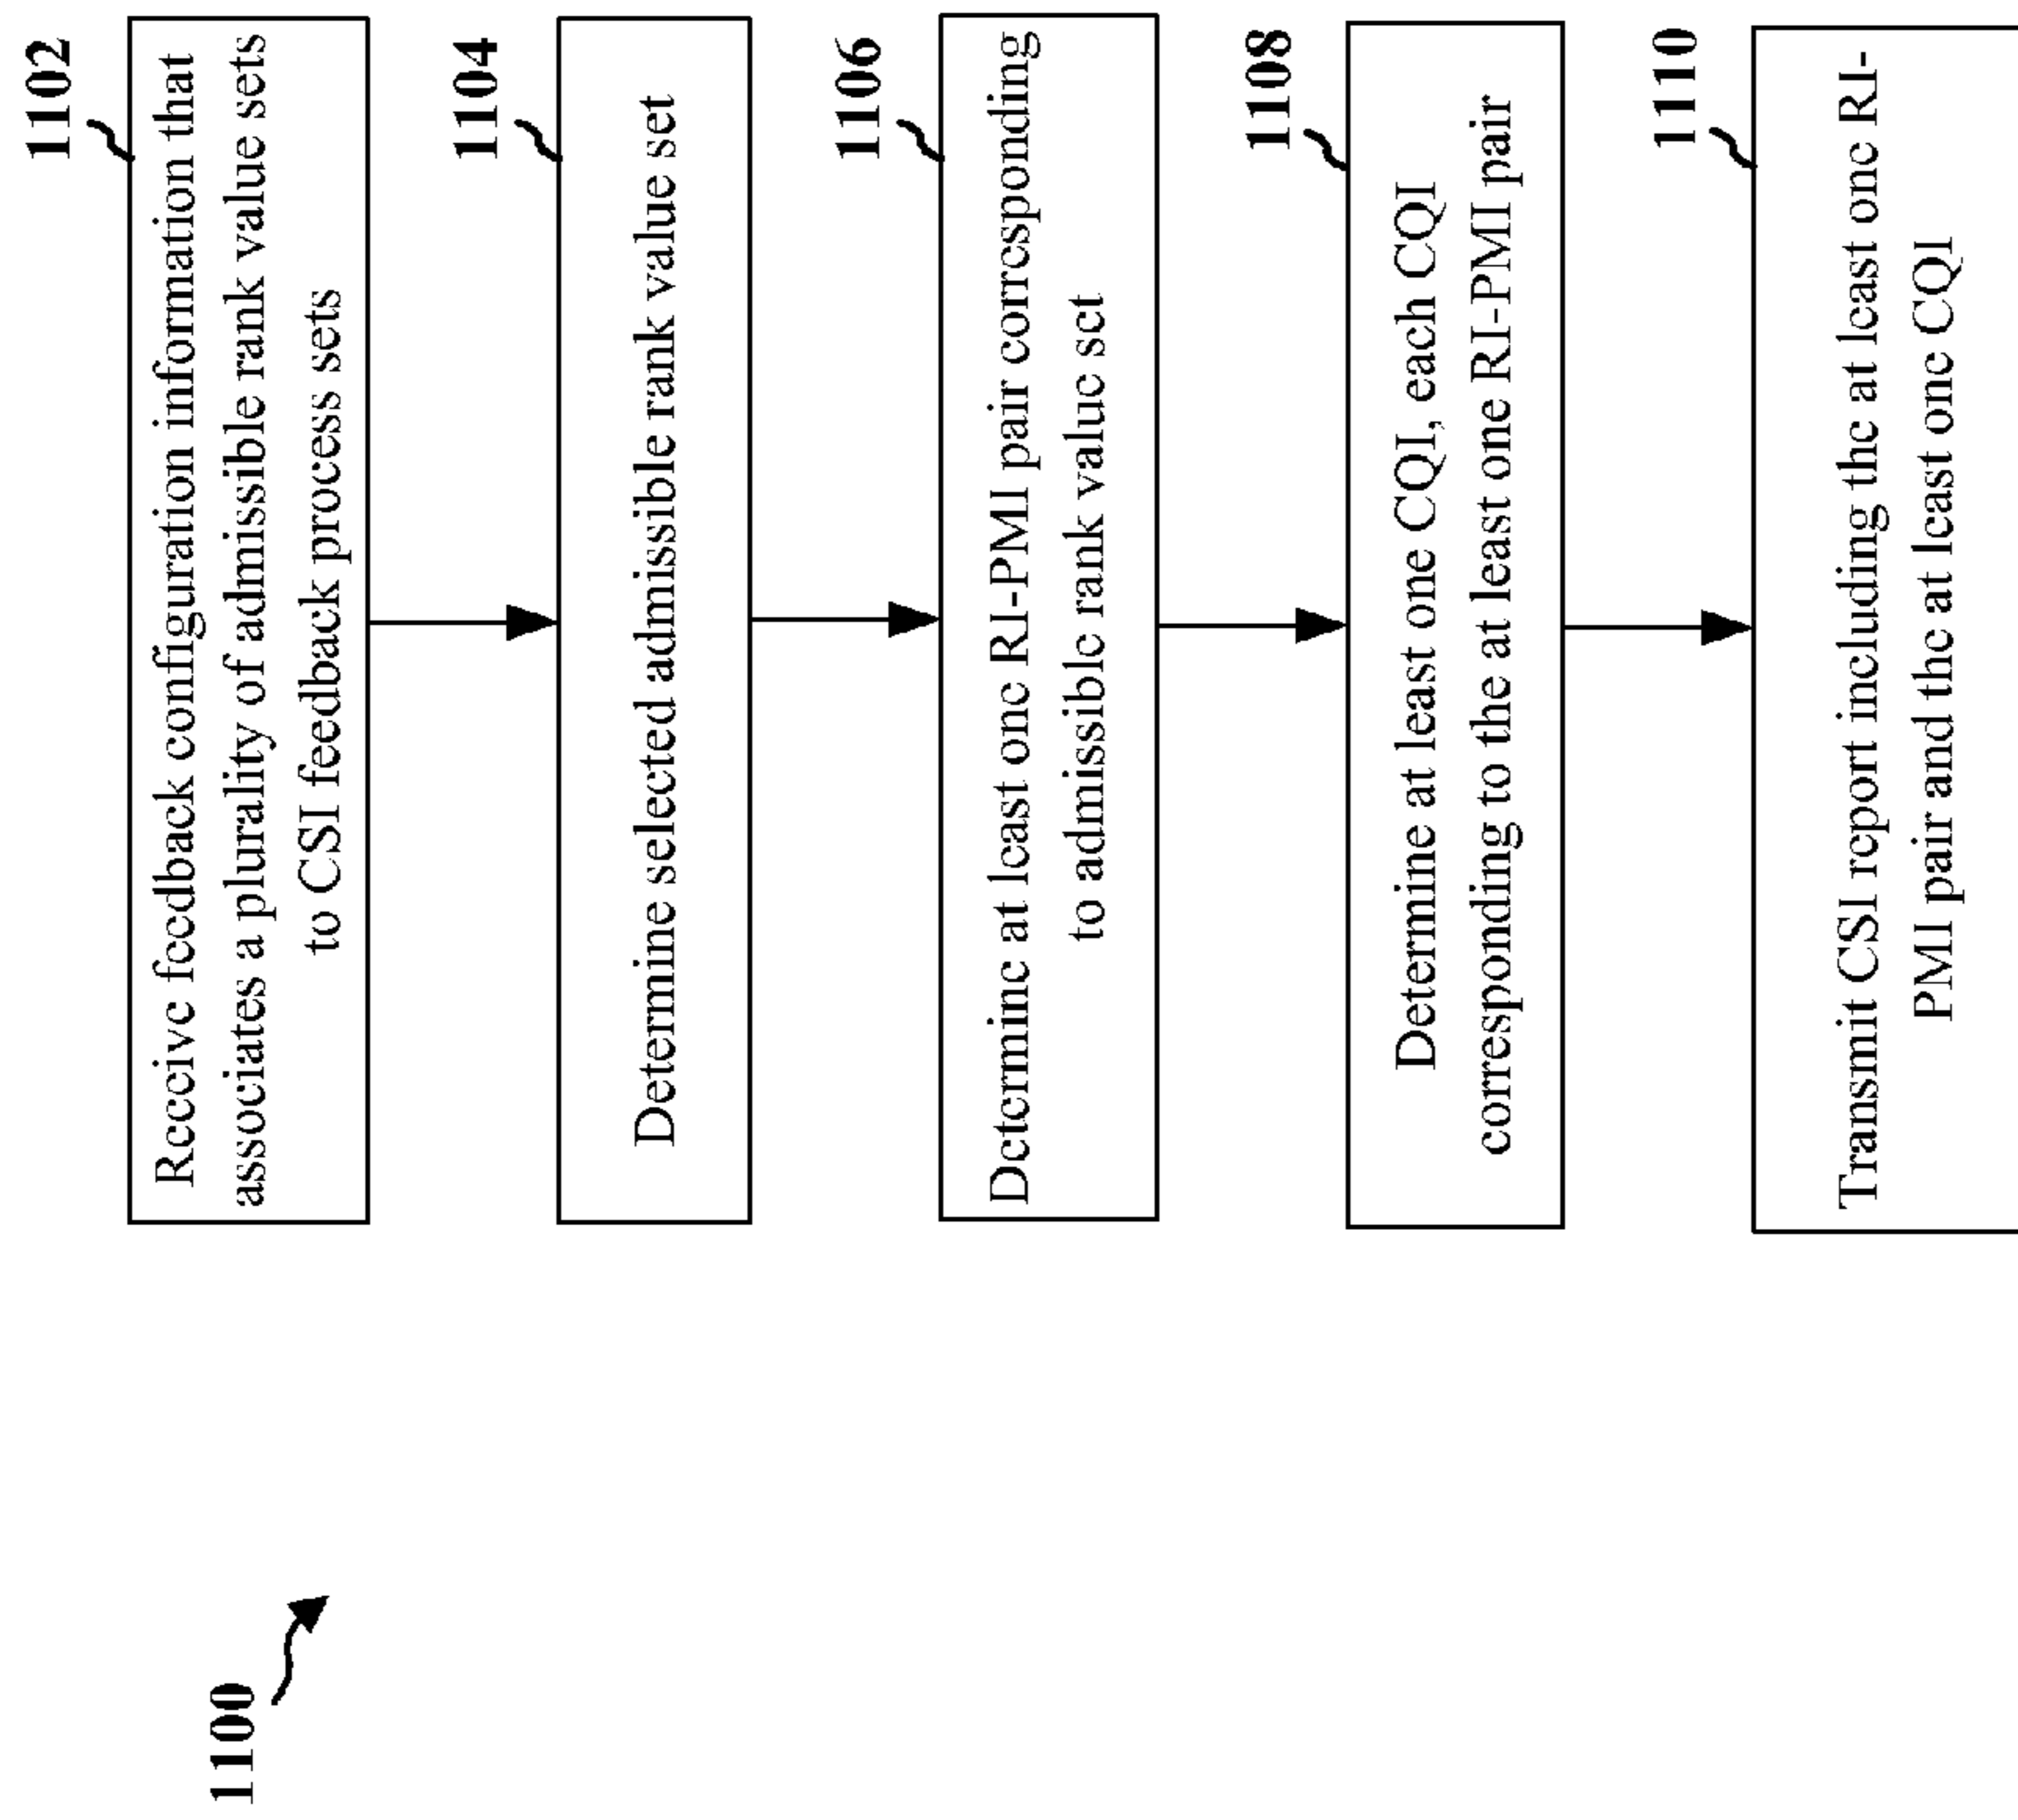 1100
1102
Receive feedback configuration information that
associates a plurality of admissible rank value sets
to CSI feedback process sets
1104
Determine selected admissible rank value set
1106
Determine at least one RI-PMI pair corresponding
to admissible rank value set
1108
Determine at least one CQI, each CQI
corresponding to the at least one RI-PMI pair
1110
Transmit CSI report including the at least one RI-
PMI pair and the at least one CQI